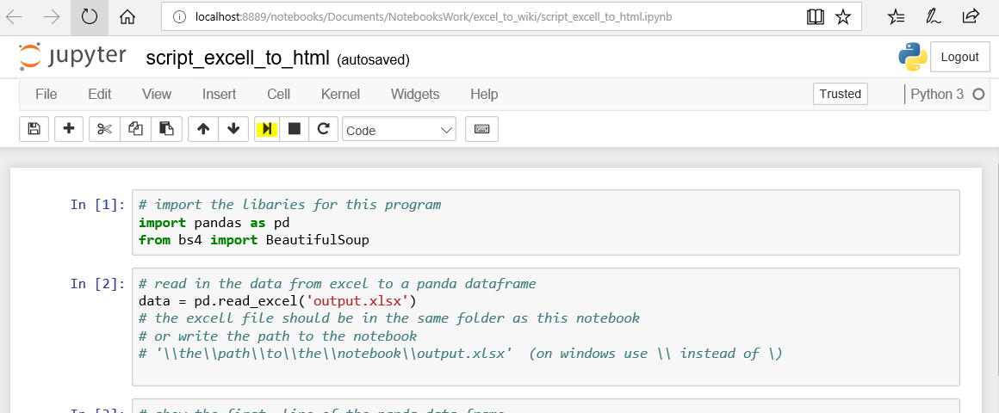 localhost:8889/notebooks/Documents/NotebooksWork/excel_to_wiki/script_excell_to_html.ipynb
jupyter script_excell_to_html (autosaved)
Logout
File Edit View Insert Cell Kernel Widgets Help Trusted Python 3
Code
In [1]: # import the libaries for this program
import pandas as pd
from bs4 import BeautifulSoup
In [2]: # read in the data from excel to a panda dataframe
data = pd.read_excel('output.xlsx')
# the excell file should be in the same folder as this notebook
# or write the path to the notebook
# '\\the\\path\\to\\the\\notebook\\output.xlsx' (on windows use \\ instead of \)
In [3]: # show the first line of the panda data frame